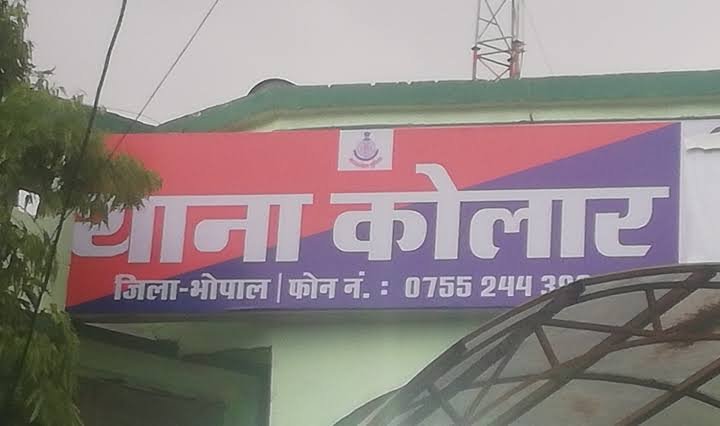 थाना कोलार
जिला-भोपाल | फोन नं. : 0755 244